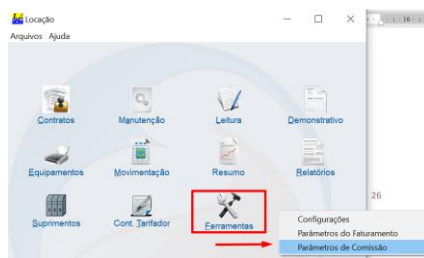 Locação
Arquivos Ajuda
Contratos
Manutenção
Leitura
Demonstrativo
Equipamentos
Movimentação
Resumo
Relatórios
Suprimentos
Cont. Tarifador
Ferramentas
Configurações
Parâmetros do Faturamento
Parâmetros de Comissão
16
26